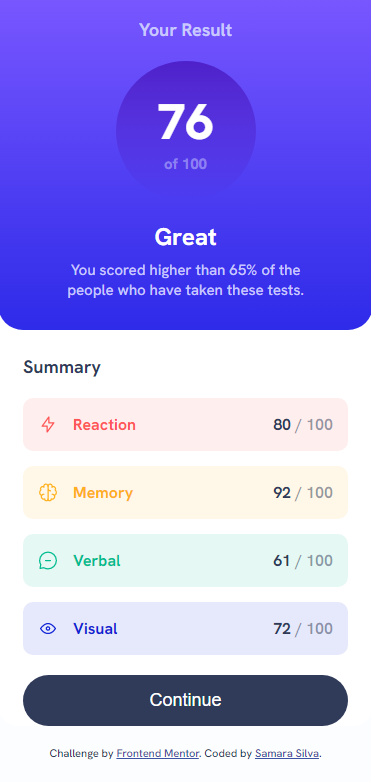 Your Result
76
of 100
Great
You scored higher than 65% of the
people who have taken these tests.
Summary
Reaction 80 / 100
Memory 92 / 100
Verbal 61 / 100
Visual 72 / 100
Continue
Challenge by Frontend Mentor. Coded by Samara Silva.